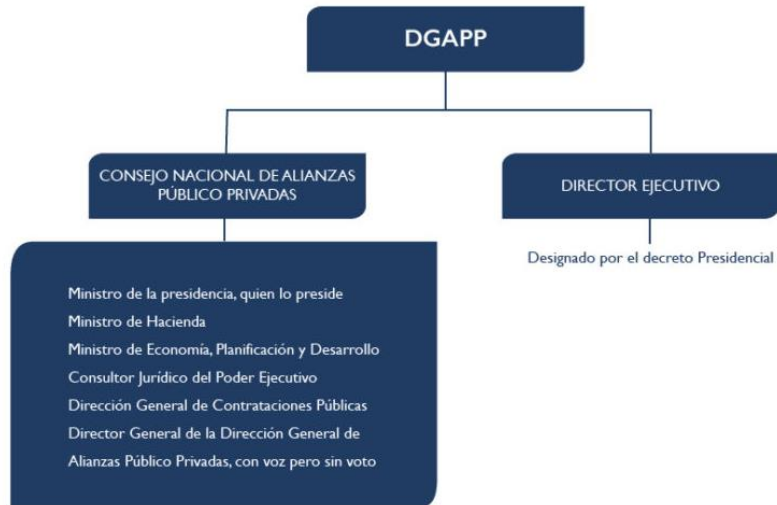 DGAPP
CONSEJO NACIONAL DE ALIANZAS
PÚBLICO PRIVADAS
DIRECTOR EJECUTIVO
Designado por el decreto Presidencial
Ministro de la presidencia, quien lo preside
Ministro de Hacienda
Ministro de Economía, Planificación y Desarrollo
Consultor Jurídico del Poder Ejecutivo
Dirección General de Contrataciones Públicas
Director General de la Dirección General de
Alianzas Público Privadas, con voz pero sin voto